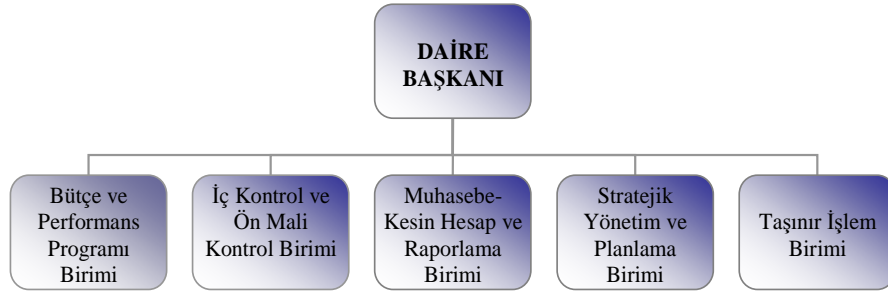 DAİRE
BAŞKANI
Bütçe ve
Performans
Programı
Birimi
İç Kontrol ve
Ön Mali
Kontrol Birimi
Muhasebe-
Kesin Hesap ve
Raporlama
Birimi
Stratejik
Yönetim ve
Planlama
Birimi
Taşınır İşlem
Birimi